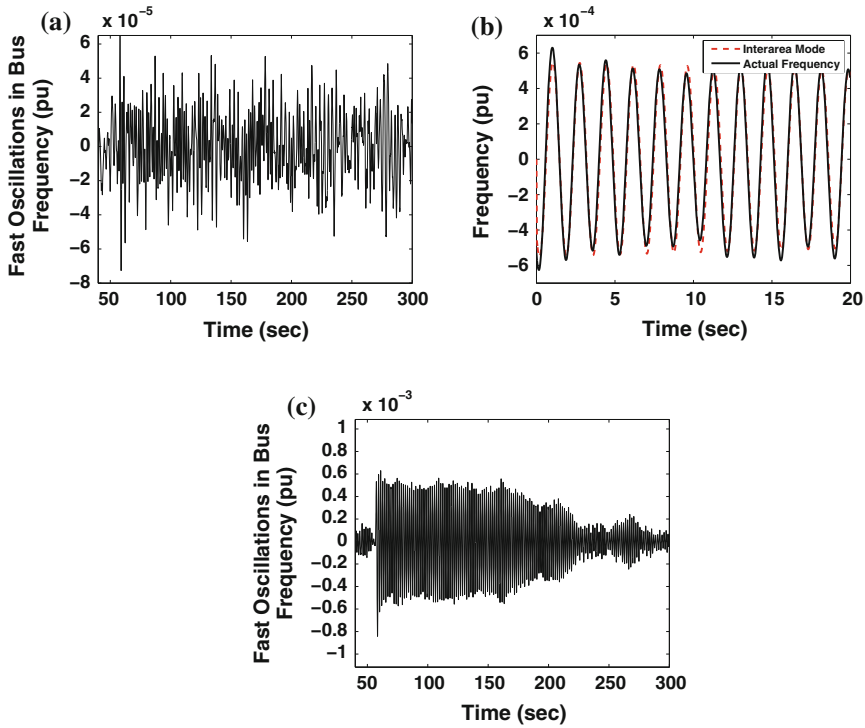 (a)
x 10⁻⁵
Fast Oscillations in Bus
Frequency (pu)
6
4
2
0
−2
−4
−6
−8
50 100 150 200 250 300
Time (sec)
(b)
x 10⁻⁴
Frequency (pu)
6
4
2
0
−2
−4
−6
0 5 10 15 20
Time (sec)
Interarea Mode
Actual Frequency
(c)
x 10⁻³
Fast Oscillations in Bus
Frequency (pu)
1
0.8
0.6
0.4
0.2
0
−0.2
−0.4
−0.6
−0.8
−1
50 100 150 200 250 300
Time (sec)